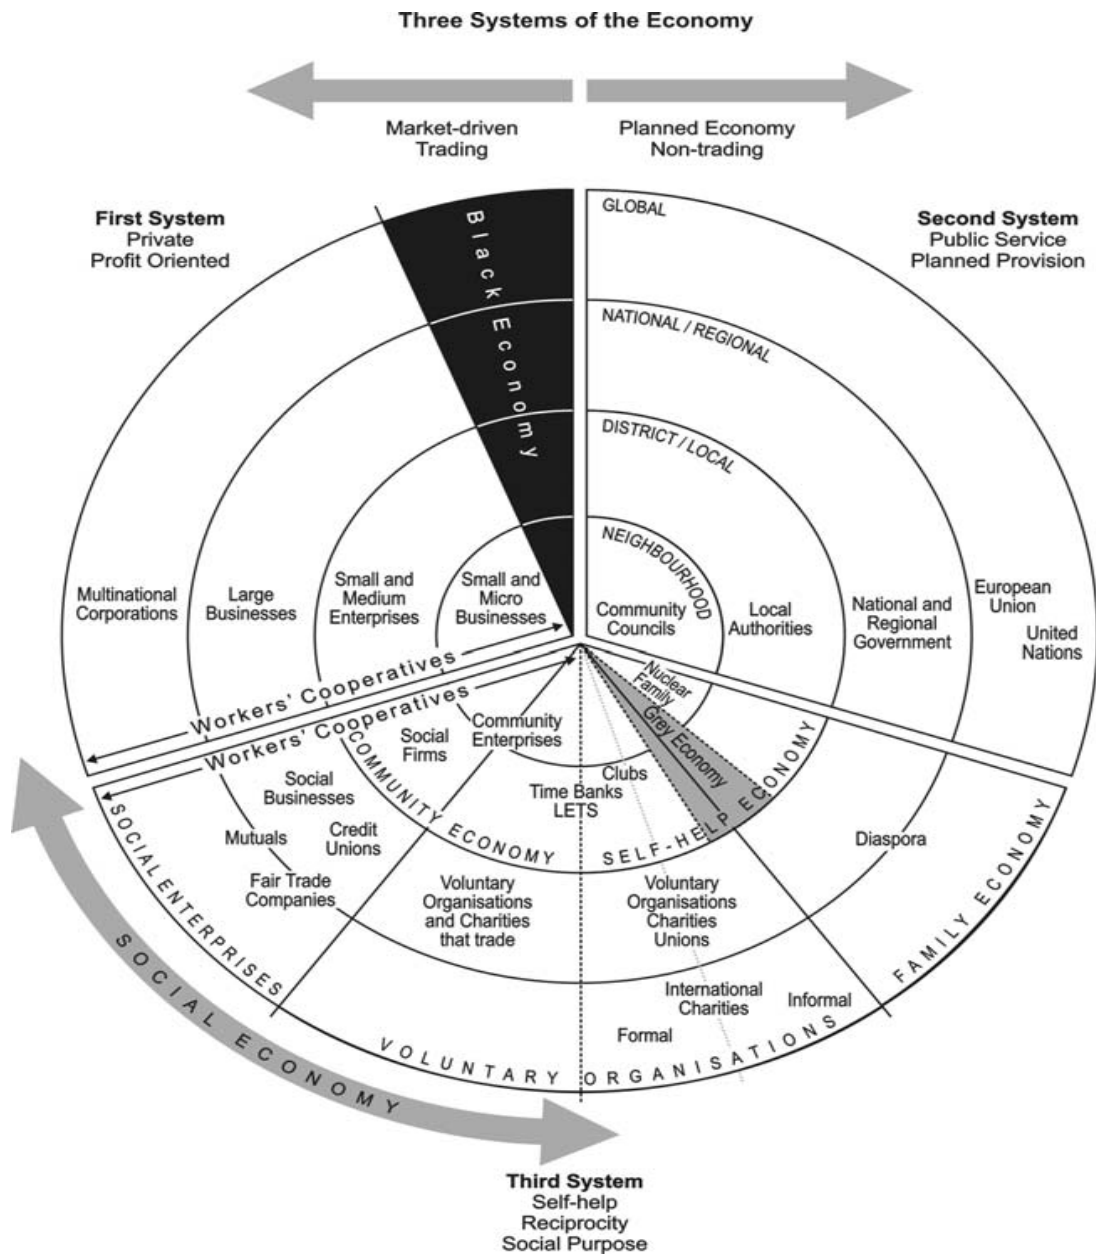 Three Systems of the Economy
Market-driven
Trading
Planned Economy
Non-trading
First System
Private
Profit Oriented
Second System
Public Service
Planned Provision
Black Economy
GLOBAL
NATIONAL / REGIONAL
DISTRICT / LOCAL
NEIGHBOURHOOD
Multinational
Corporations
Large
Businesses
Small and
Medium
Enterprises
Small and
Micro
Businesses
Community
Councils
Local
Authorities
National and
Regional
Government
European
Union
United
Nations
Workers' Cooperatives
Workers' Cooperatives
Nuclear
Family
Grey Economy
Social
Firms
Community
Enterprises
Clubs
Time Banks
LETS
Social
Businesses
Mutuals
Credit
Unions
Fair Trade
Companies
COMMUNITY ECONOMY
SELF-HELP ECONOMY
Diaspora
Voluntary
Organisations
and Charities
that trade
Voluntary
Organisations
Charities
Unions
International
Charities
Informal
Formal
SOCIAL ENTERPRISES
VOLUNTARY ORGANISATIONS
FAMILY ECONOMY
SOCIAL ECONOMY
Third System
Self-help
Reciprocity
Social Purpose